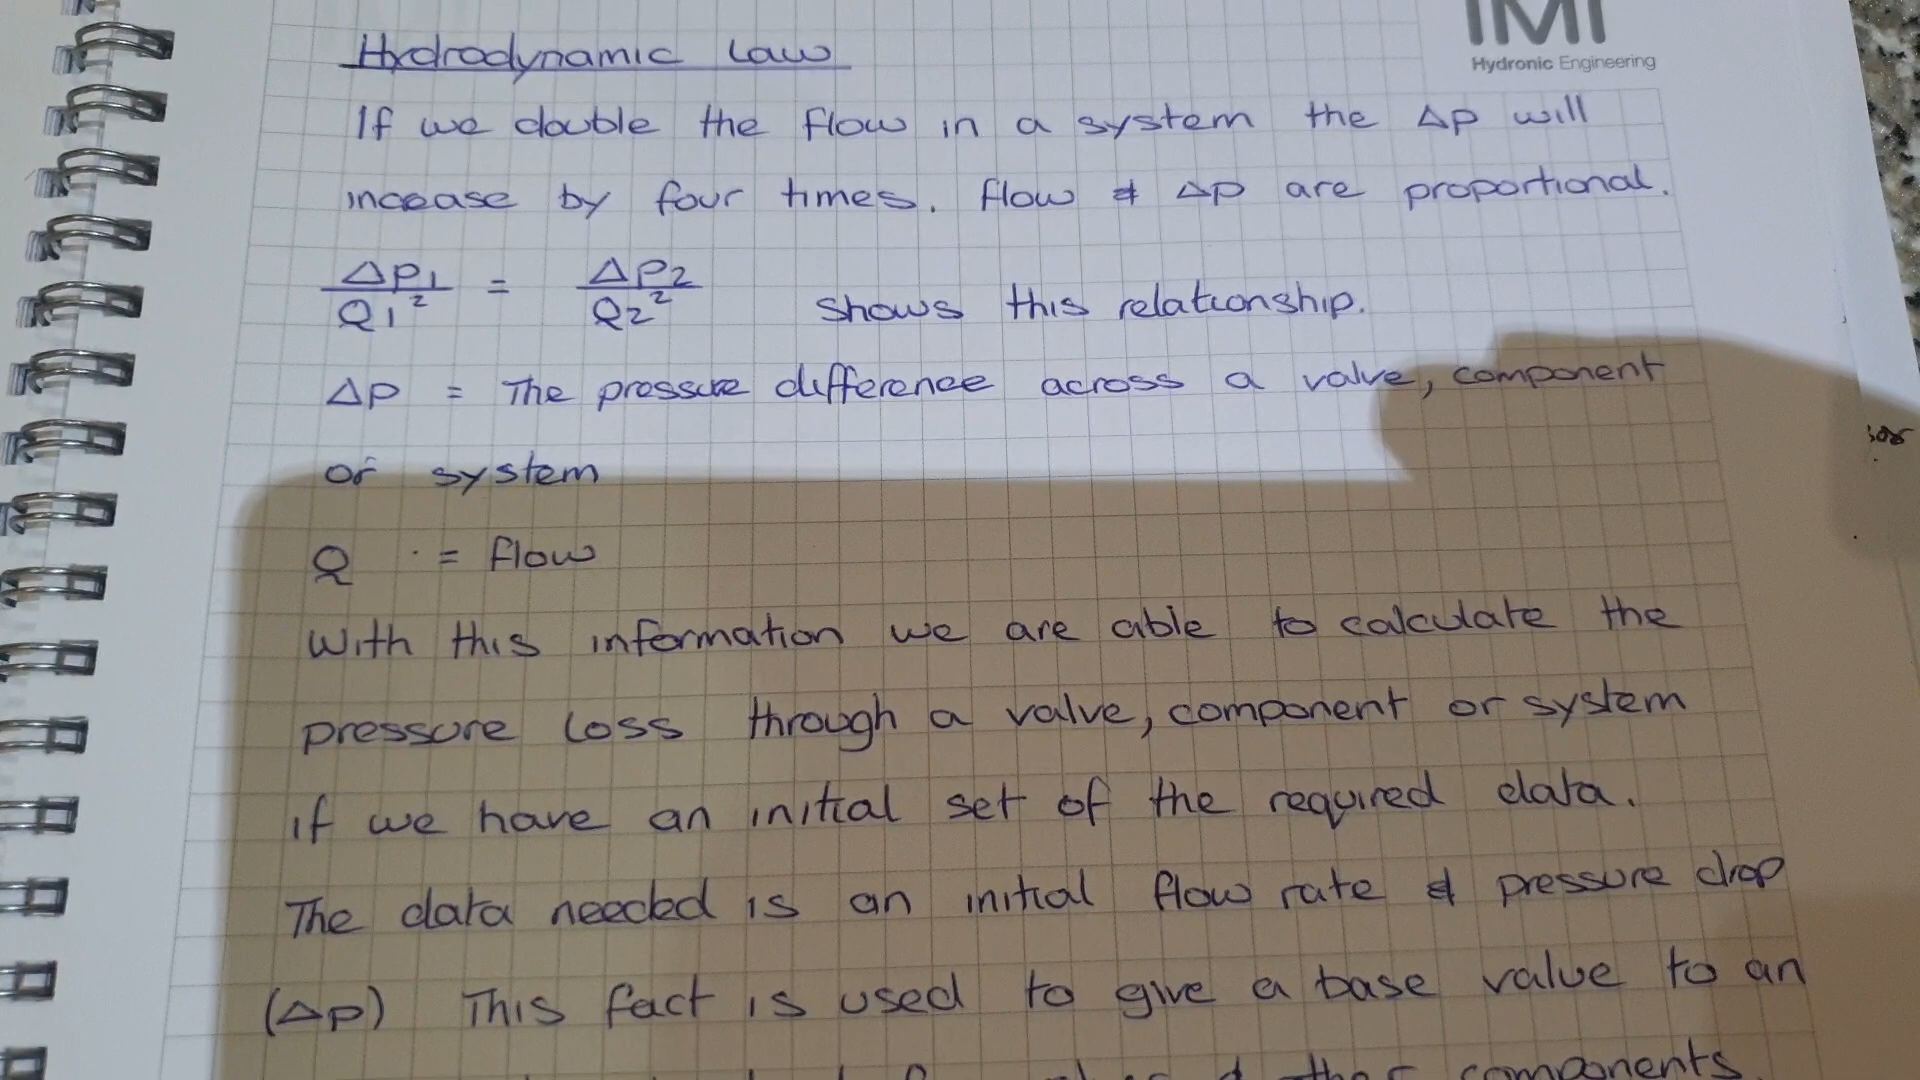 IMI
Hydronic Engineering
Hydrodynamic Law
If we double the flow in a system the Δp will
increase by four times. Flow & Δp are proportional.
Δp1/Q1² = Δp2/Q2² shows this relationship.
Δp = The pressure difference across a valve, component
or system
Q = flow
With this information we are able to calculate the
pressure loss through a valve, component or system
if we have an initial set of the required data.
The data needed is an initial flow rate & pressure drop
(Δp) This fact is used to give a base value to an
& other components.